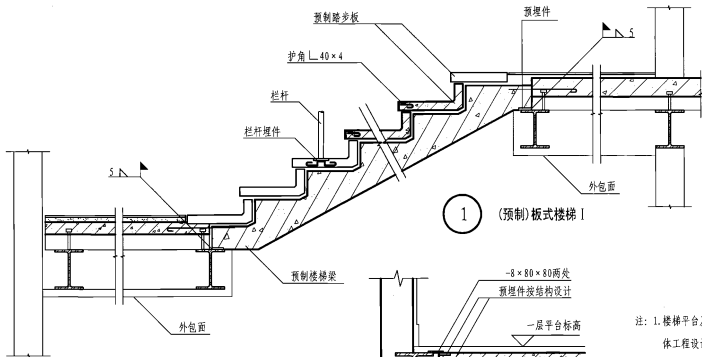 预制踏步板
预埋件
5
护角∟40×4
栏杆
栏杆埋件
5
外包面
1 (预制)板式楼梯 I
预制楼梯梁
外包面
-8×80×80两处
预埋件按结构设计
一层平台标高
注: 1.楼梯平台
体工程设